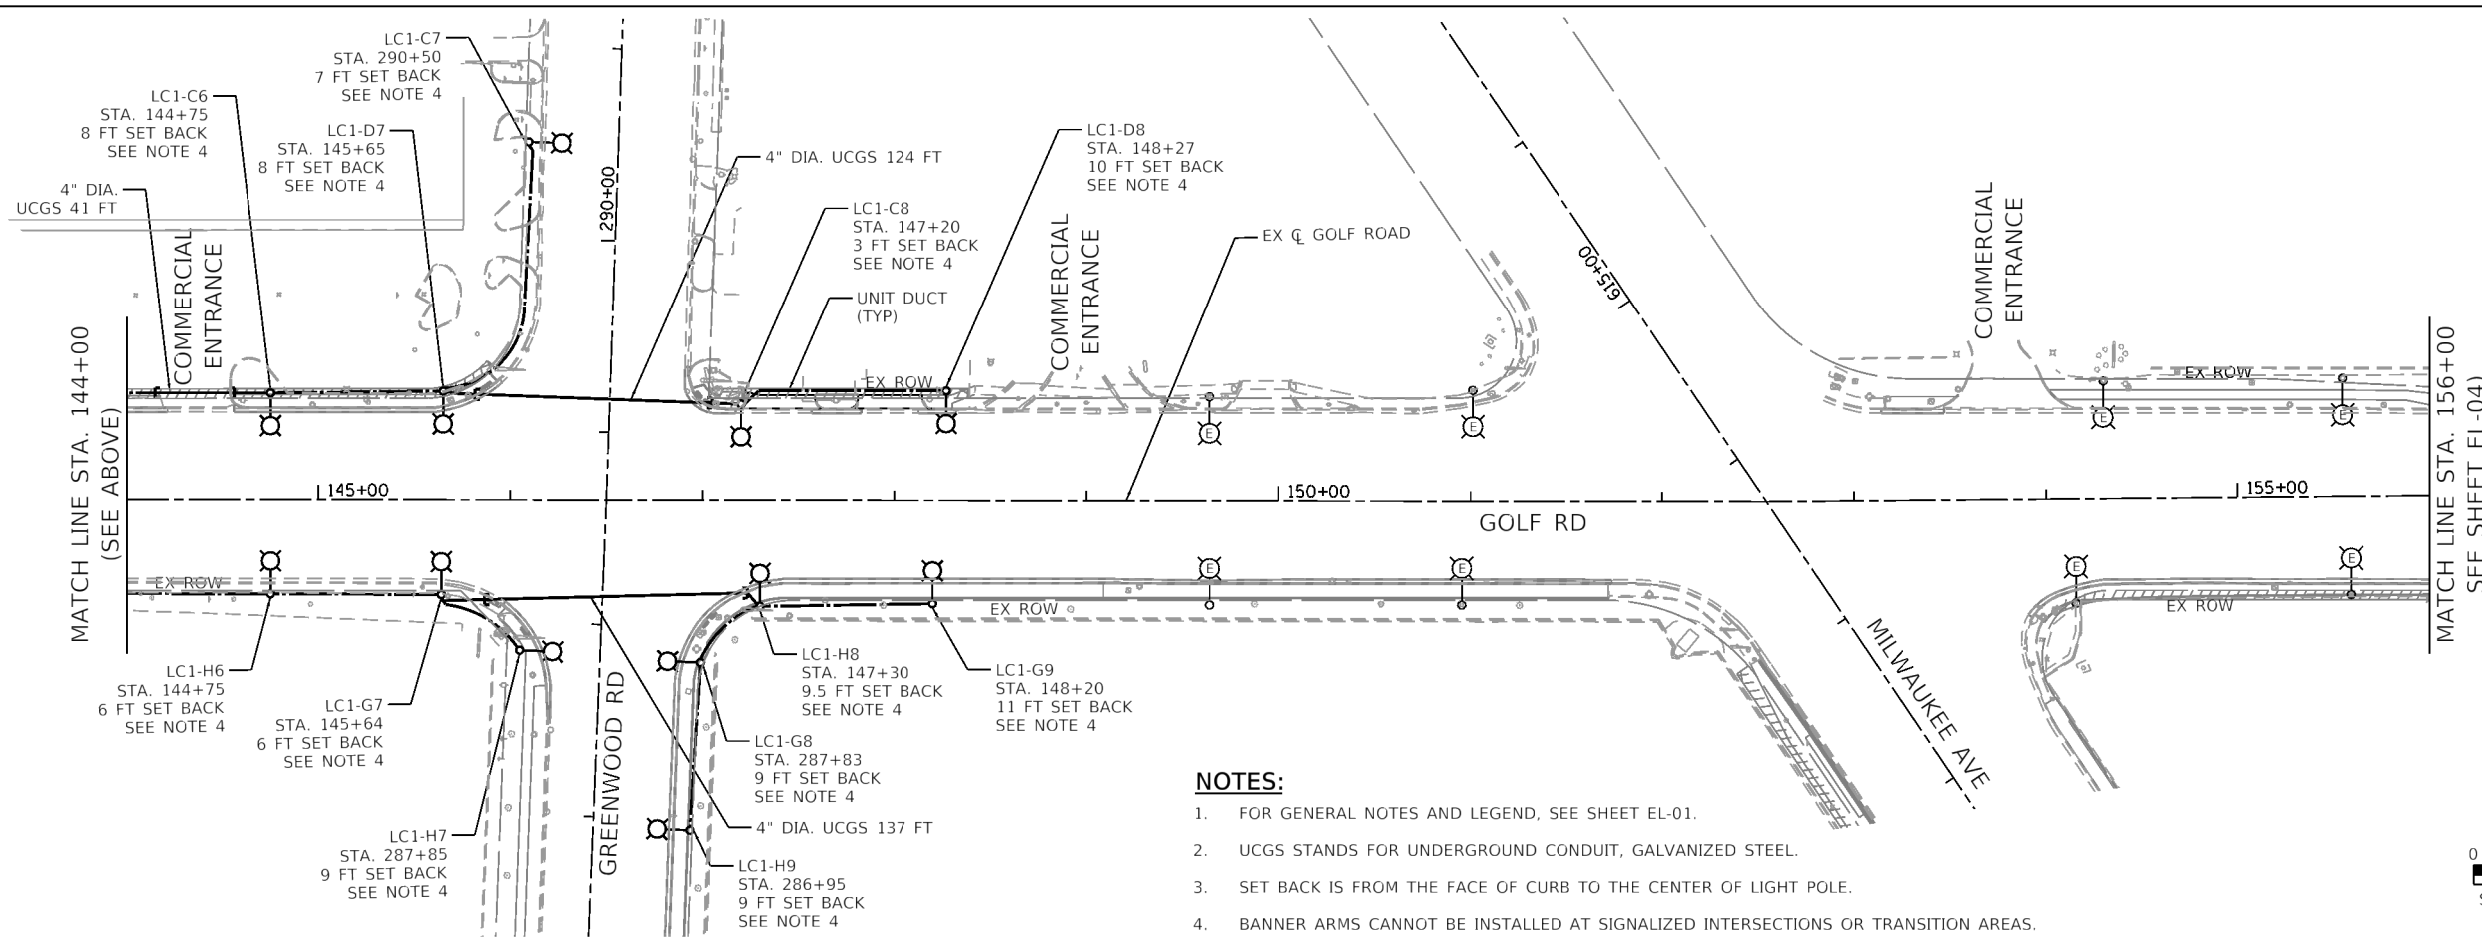 LC1-C7
STA. 290+50
7 FT SET BACK
SEE NOTE 4
LC1-C6
STA. 144+75
8 FT SET BACK
SEE NOTE 4
LC1-D7
STA. 145+65
8 FT SET BACK
SEE NOTE 4
4" DIA.
UCGS 41 FT
COMMERCIAL
ENTRANCE
290+00
4" DIA. UCGS 124 FT
LC1-C8
STA. 147+20
3 FT SET BACK
SEE NOTE 4
UNIT DUCT
(TYP)
LC1-D8
STA. 148+27
10 FT SET BACK
SEE NOTE 4
COMMERCIAL
ENTRANCE
EX ℄ GOLF ROAD
615+00
COMMERCIAL
ENTRANCE
EX ROW
EX ROW
E
E
E
E
MATCH LINE STA. 144+00
(SEE ABOVE)
145+00
150+00
155+00
GOLF RD
MATCH LINE STA. 156+00
SEE SHEET EL-04)
EX ROW
E
E
E
E
EX ROW
EX ROW
LC1-H6
STA. 144+75
6 FT SET BACK
SEE NOTE 4
LC1-G7
STA. 145+64
6 FT SET BACK
SEE NOTE 4
LC1-H7
STA. 287+85
9 FT SET BACK
SEE NOTE 4
GREENWOOD RD
LC1-H8
STA. 147+30
9.5 FT SET BACK
SEE NOTE 4
LC1-G9
STA. 148+20
11 FT SET BACK
SEE NOTE 4
LC1-G8
STA. 287+83
9 FT SET BACK
SEE NOTE 4
4" DIA. UCGS 137 FT
LC1-H9
STA. 286+95
9 FT SET BACK
SEE NOTE 4
MILWAUKEE AVE
NOTES:
1. FOR GENERAL NOTES AND LEGEND, SEE SHEET EL-01.
2. UCGS STANDS FOR UNDERGROUND CONDUIT, GALVANIZED STEEL.
3. SET BACK IS FROM THE FACE OF CURB TO THE CENTER OF LIGHT POLE.
4. BANNER ARMS CANNOT BE INSTALLED AT SIGNALIZED INTERSECTIONS OR TRANSITION AREAS.
0